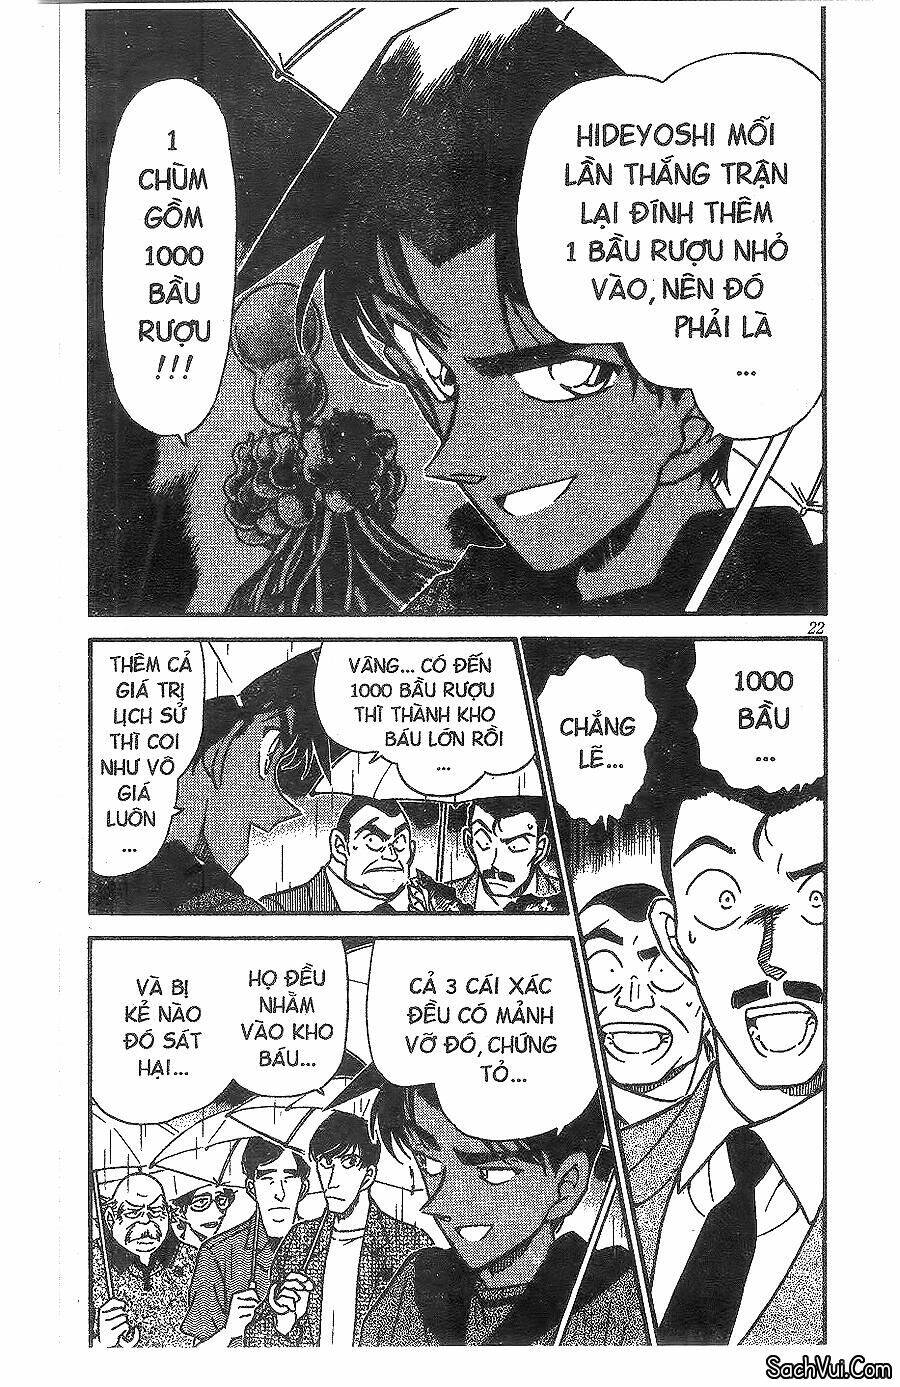 HIDEYOSHI MỖI
LẦN THẮNG TRẬN
LẠI ĐÍNH THÊM
1 BẦU RƯỢU NHỎ
VÀO, NÊN ĐÓ
PHẢI LÀ
...
1
CHÙM
GỒM
1000
BẦU
RƯỢU
!!!
22
1000
BẦU
...
CHẲNG
LẼ...
VÂNG... CÓ ĐẾN
1000 BẦU RƯỢU
THÌ THÀNH KHO
BÁU LỚN RỒI
...
THÊM CẢ
GIÁ TRỊ
LỊCH SỬ
THÌ COI
NHƯ VÔ
GIÁ
LUÔN
...
CẢ 3 CÁI XÁC
ĐỀU CÓ MẢNH
VỠ ĐÓ, CHỨNG
TỎ...
HỌ ĐỀU
NHẰM
VÀO KHO
BÁU...
VÀ BỊ
KẺ NÀO
ĐÓ SÁT
HẠI...
SachVui.Com